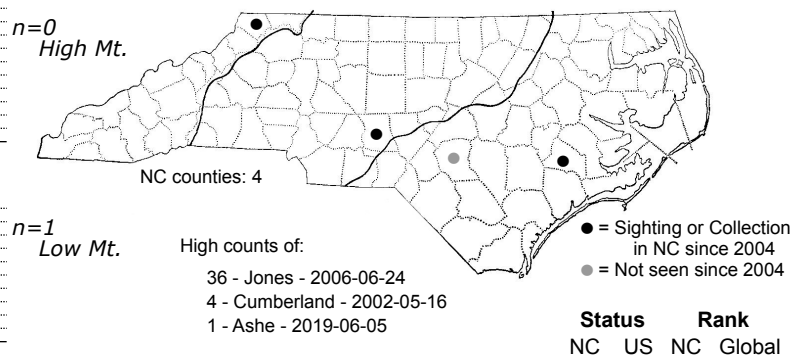 n=0
High Mt.
NC counties: 4
n=1
Low Mt.
High counts of:
36 - Jones - 2006-06-24
4 - Cumberland - 2002-05-16
1 - Ashe - 2019-06-05
● = Sighting or Collection
in NC since 2004
● = Not seen since 2004
Status Rank
NC US NC Global